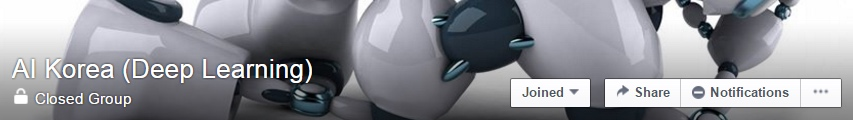 AI Korea (Deep Learning)
Closed Group
Joined
Share
Notifications